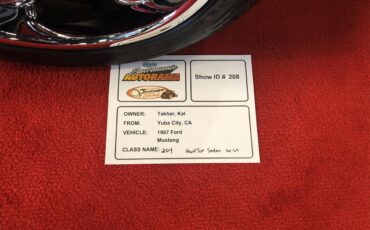 Sacramento
AUTORAMA
Show ID # 208
OWNER: Takhar, Kal
FROM: Yuba City, CA
VEHICLE: 1967 Ford
Mustang
CLASS NAME: 204 Hardtop